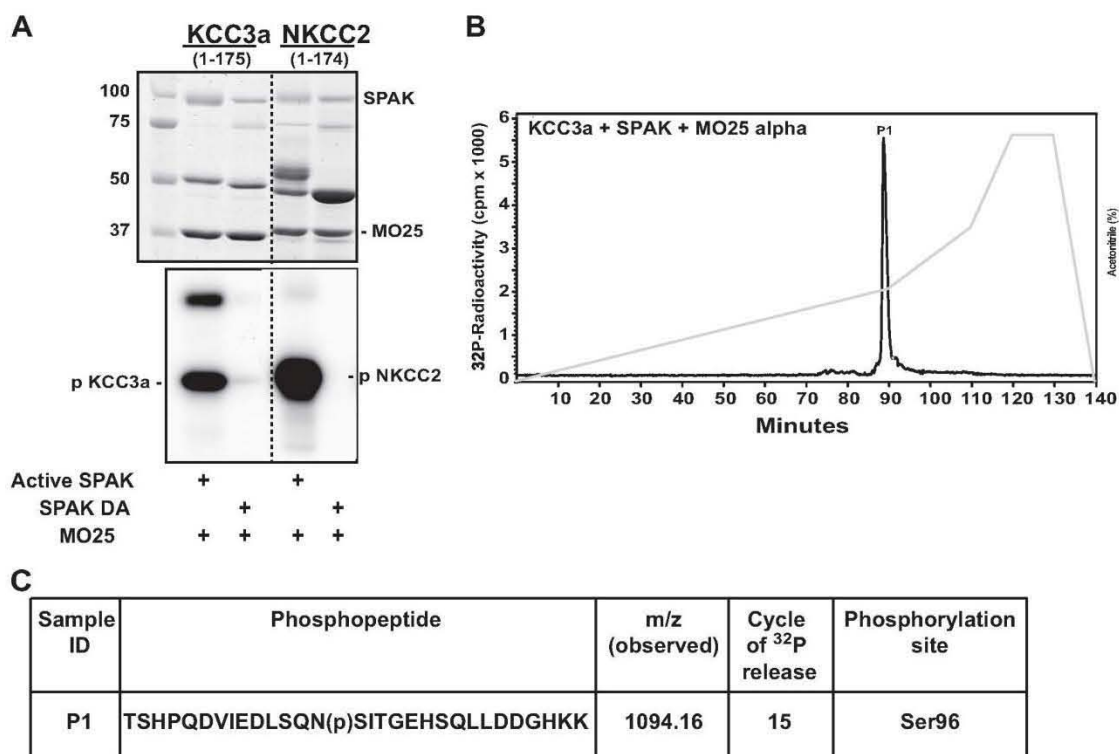 A
KCC3a NKCC2
(1-175) (1-174)
100
75
50
37
SPAK
- MO25
p KCC3a -
- p NKCC2
Active SPAK + +
SPAK DA + +
MO25 + + + +
B
KCC3a + SPAK + MO25 alpha
P1
32P-Radioactivity (cpm x 1000)
6
5
4
3
2
1
0
10 20 30 40 50 60 70 80 90 100 110 120 130 140
Minutes
Acetonitrile (%)
C
Sample ID
Phosphopeptide
m/z (observed)
Cycle of 32P release
Phosphorylation site
P1 TSHPQDVIEDLSQN(p)SITGEHSQLLDDGHKK 1094.16 15 Ser96